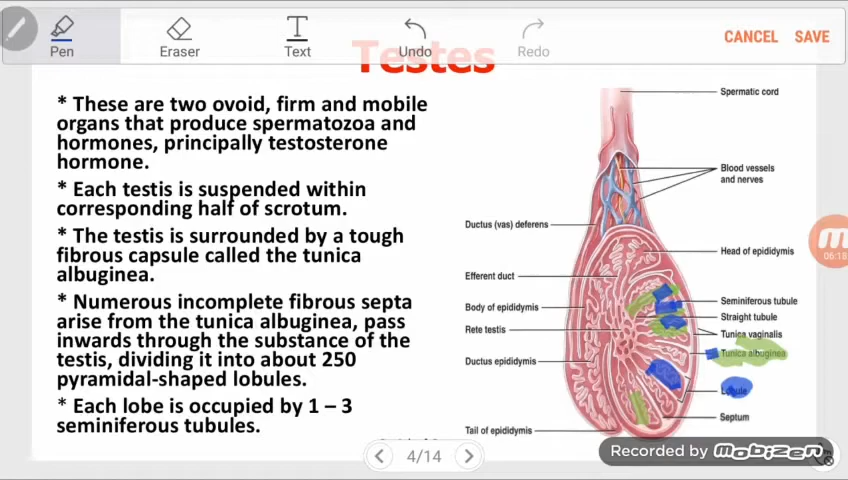 Pen
Eraser
Text
Undo
Redo
CANCEL
SAVE
Testes
* These are two ovoid, firm and mobile
organs that produce spermatozoa and
hormones, principally testosterone
hormone.
* Each testis is suspended within
corresponding half of scrotum.
* The testis is surrounded by a tough
fibrous capsule called the tunica
albuginea.
* Numerous incomplete fibrous septa
arise from the tunica albuginea, pass
inwards through the substance of the
testis, dividing it into about 250
pyramidal-shaped lobules.
* Each lobe is occupied by 1 – 3
seminiferous tubules.
Spermatic cord
Blood vessels
and nerves
Ductus (vas) deferens
Head of epididymis
Efferent duct
Seminiferous tubule
Body of epididymis
Straight tubule
Rete testis
Tunica vaginalis
Tunica albuginea
Ductus epididymis
Lobule
Septum
Tail of epididymis
06:18
4/14
Recorded by MOBIZEN